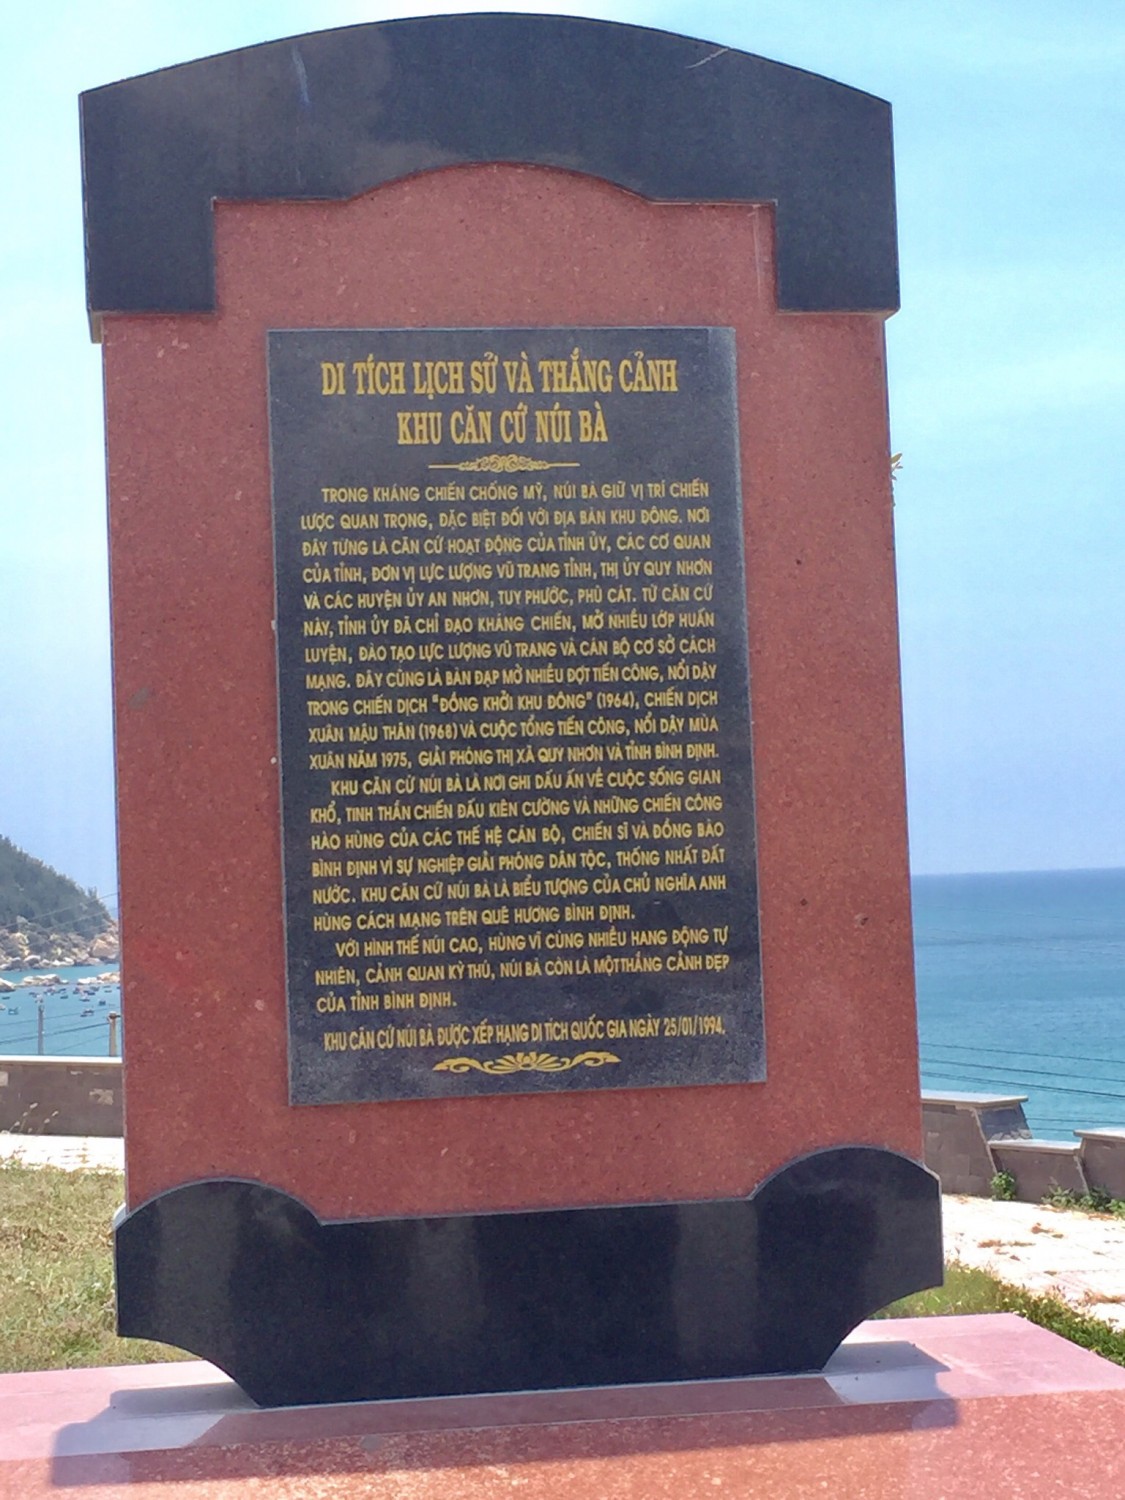 DI TÍCH LỊCH SỬ VÀ THẮNG CẢNH
KHU CĂN CỨ NÚI BÀ
TRONG KHÁNG CHIẾN CHỐNG MỸ, NÚI BÀ GIỮ VỊ TRÍ CHIẾN
LƯỢC QUAN TRỌNG, ĐẶC BIỆT ĐỐI VỚI ĐỊA BÀN KHU ĐÔNG. NƠI
ĐÂY TỪNG LÀ CĂN CỨ HOẠT ĐỘNG CỦA TỈNH ỦY, CÁC CƠ QUAN
CỦA TỈNH, ĐƠN VỊ LỰC LƯỢNG VŨ TRANG TỈNH, THỊ ỦY QUY NHƠN
VÀ CÁC HUYỆN ỦY AN NHƠN, TUY PHƯỚC, PHÙ CÁT. TỪ CĂN CỨ
NÀY, TỈNH ỦY ĐÃ CHỈ ĐẠO KHÁNG CHIẾN, MỞ NHIỀU LỚP HUẤN
LUYỆN, ĐÀO TẠO LỰC LƯỢNG VŨ TRANG VÀ CÁN BỘ CƠ SỞ CÁCH
MẠNG. ĐÂY CŨNG LÀ BÀN ĐẠP MỞ NHIỀU ĐỢT TIẾN CÔNG, NỔI DẬY
TRONG CHIẾN DỊCH "ĐỒNG KHỞI KHU ĐÔNG" (1964), CHIẾN DỊCH
XUÂN MẬU THÂN (1968) VÀ CUỘC TỔNG TIẾN CÔNG, NỔI DẬY MÙA
XUÂN NĂM 1975, GIẢI PHÓNG THỊ XÃ QUY NHƠN VÀ TỈNH BÌNH ĐỊNH.
KHU CĂN CỨ NÚI BÀ LÀ NƠI GHI DẤU ẤN VỀ CUỘC SỐNG GIAN
KHỔ, TINH THẦN CHIẾN ĐẤU KIÊN CƯỜNG VÀ NHỮNG CHIẾN CÔNG
HÀO HÙNG CỦA CÁC THẾ HỆ CÁN BỘ, CHIẾN SĨ VÀ ĐỒNG BÀO
BÌNH ĐỊNH VÌ SỰ NGHIỆP GIẢI PHÓNG DÂN TỘC, THỐNG NHẤT ĐẤT
NƯỚC. KHU CĂN CỨ NÚI BÀ LÀ BIỂU TƯỢNG CỦA CHỦ NGHĨA ANH
HÙNG CÁCH MẠNG TRÊN QUÊ HƯƠNG BÌNH ĐỊNH.
VỚI HÌNH THẾ NÚI CAO, HÙNG VĨ CÙNG NHIỀU HANG ĐỘNG TỰ
NHIÊN, CẢNH QUAN KỲ THÚ, NÚI BÀ CÒN LÀ MỘT THẮNG CẢNH ĐẸP
CỦA TỈNH BÌNH ĐỊNH.
KHU CĂN CỨ NÚI BÀ ĐƯỢC XẾP HẠNG DI TÍCH QUỐC GIA NGÀY 25/01/1994.